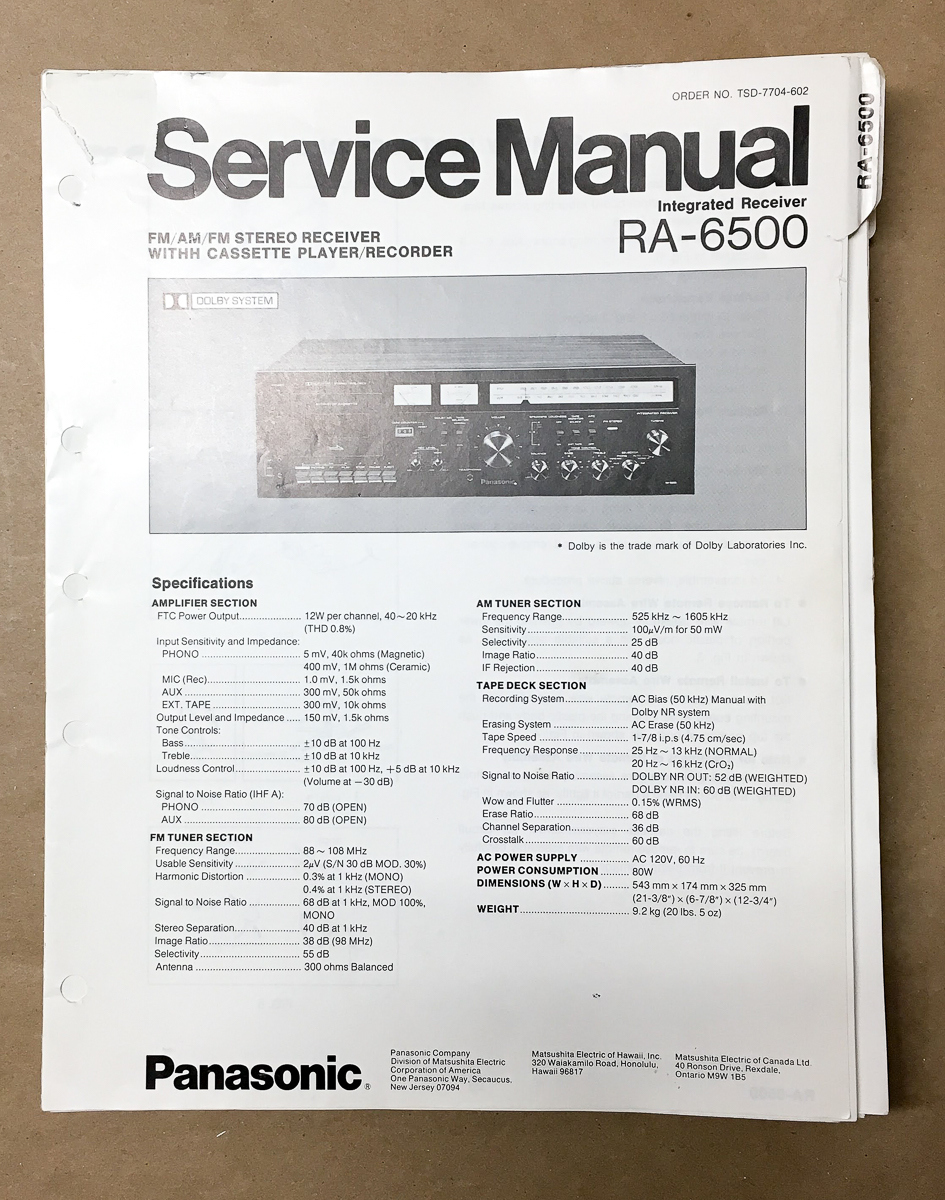 ORDER NO. TSD-7704-602
RA-6500
Service Manual
Integrated Receiver
RA-6500
FM/AM/FM STEREO RECEIVER
WITHH CASSETTE PLAYER/RECORDER
DOLBY SYSTEM
VOLUME
INTEGRATED RECEIVER
Panasonic
* Dolby is the trade mark of Dolby Laboratories Inc.
Specifications
AMPLIFIER SECTION
FTC Power Output..................... 12W per channel, 40～20 kHz
(THD 0.8%)
Input Sensitivity and Impedance:
PHONO .................................. 5 mV, 40k ohms (Magnetic)
400 mV, 1M ohms (Ceramic)
MIC (Rec)................................. 1.0 mV, 1.5k ohms
AUX ........................................ 300 mV, 50k ohms
EXT. TAPE ............................... 300 mV, 10k ohms
Output Level and Impedance ..... 150 mV, 1.5k ohms
Tone Controls:
Bass........................................ ±10 dB at 100 Hz
Treble...................................... ±10 dB at 10 kHz
Loudness Control...................... ±10 dB at 100 Hz, +5 dB at 10 kHz
(Volume at −30 dB)
Signal to Noise Ratio (IHF A):
PHONO .................................. 70 dB (OPEN)
AUX ........................................ 80 dB (OPEN)
FM TUNER SECTION
Frequency Range...................... 88～108 MHz
Usable Sensitivity ...................... 2μV (S/N 30 dB MOD. 30%)
Harmonic Distortion .................. 0.3% at 1 kHz (MONO)
0.4% at 1 kHz (STEREO)
Signal to Noise Ratio ................. 68 dB at 1 kHz, MOD 100%,
MONO
Stereo Separation...................... 40 dB at 1 kHz
Image Ratio............................... 38 dB (98 MHz)
Selectivity.................................. 55 dB
Antenna .................................... 300 ohms Balanced
AM TUNER SECTION
Frequency Range...................... 525 kHz ～ 1605 kHz
Sensitivity.................................. 100μV/m for 50 mW
Selectivity.................................. 25 dB
Image Ratio............................... 40 dB
IF Rejection............................... 40 dB
TAPE DECK SECTION
Recording System..................... AC Bias (50 kHz) Manual with
Dolby NR system
Erasing System ......................... AC Erase (50 kHz)
Tape Speed .............................. 1-7/8 i.p.s (4.75 cm/sec)
Frequency Response................. 25 Hz～13 kHz (NORMAL)
20 Hz～16 kHz (CrO₂)
Signal to Noise Ratio ................. DOLBY NR OUT: 52 dB (WEIGHTED)
DOLBY NR IN: 60 dB (WEIGHTED)
Wow and Flutter ........................ 0.15% (WRMS)
Erase Ratio................................ 68 dB
Channel Separation................... 36 dB
Crosstalk................................... 60 dB
AC POWER SUPPLY ................ AC 120V, 60 Hz
POWER CONSUMPTION ......... 80W
DIMENSIONS (W × H × D)......... 543 mm × 174 mm × 325 mm
(21-3/8") × (6-7/8") × (12-3/4")
WEIGHT.................................... 9.2 kg (20 lbs. 5 oz)
Panasonic®
Panasonic Company
Division of Matsushita Electric
Corporation of America
One Panasonic Way, Secaucus,
New Jersey 07094
Matsushita Electric of Hawaii, Inc.
320 Waiakamilo Road, Honolulu,
Hawaii 96817
Matsushita Electric of Canada Ltd.
40 Ronson Drive, Rexdale,
Ontario M9W 1B5